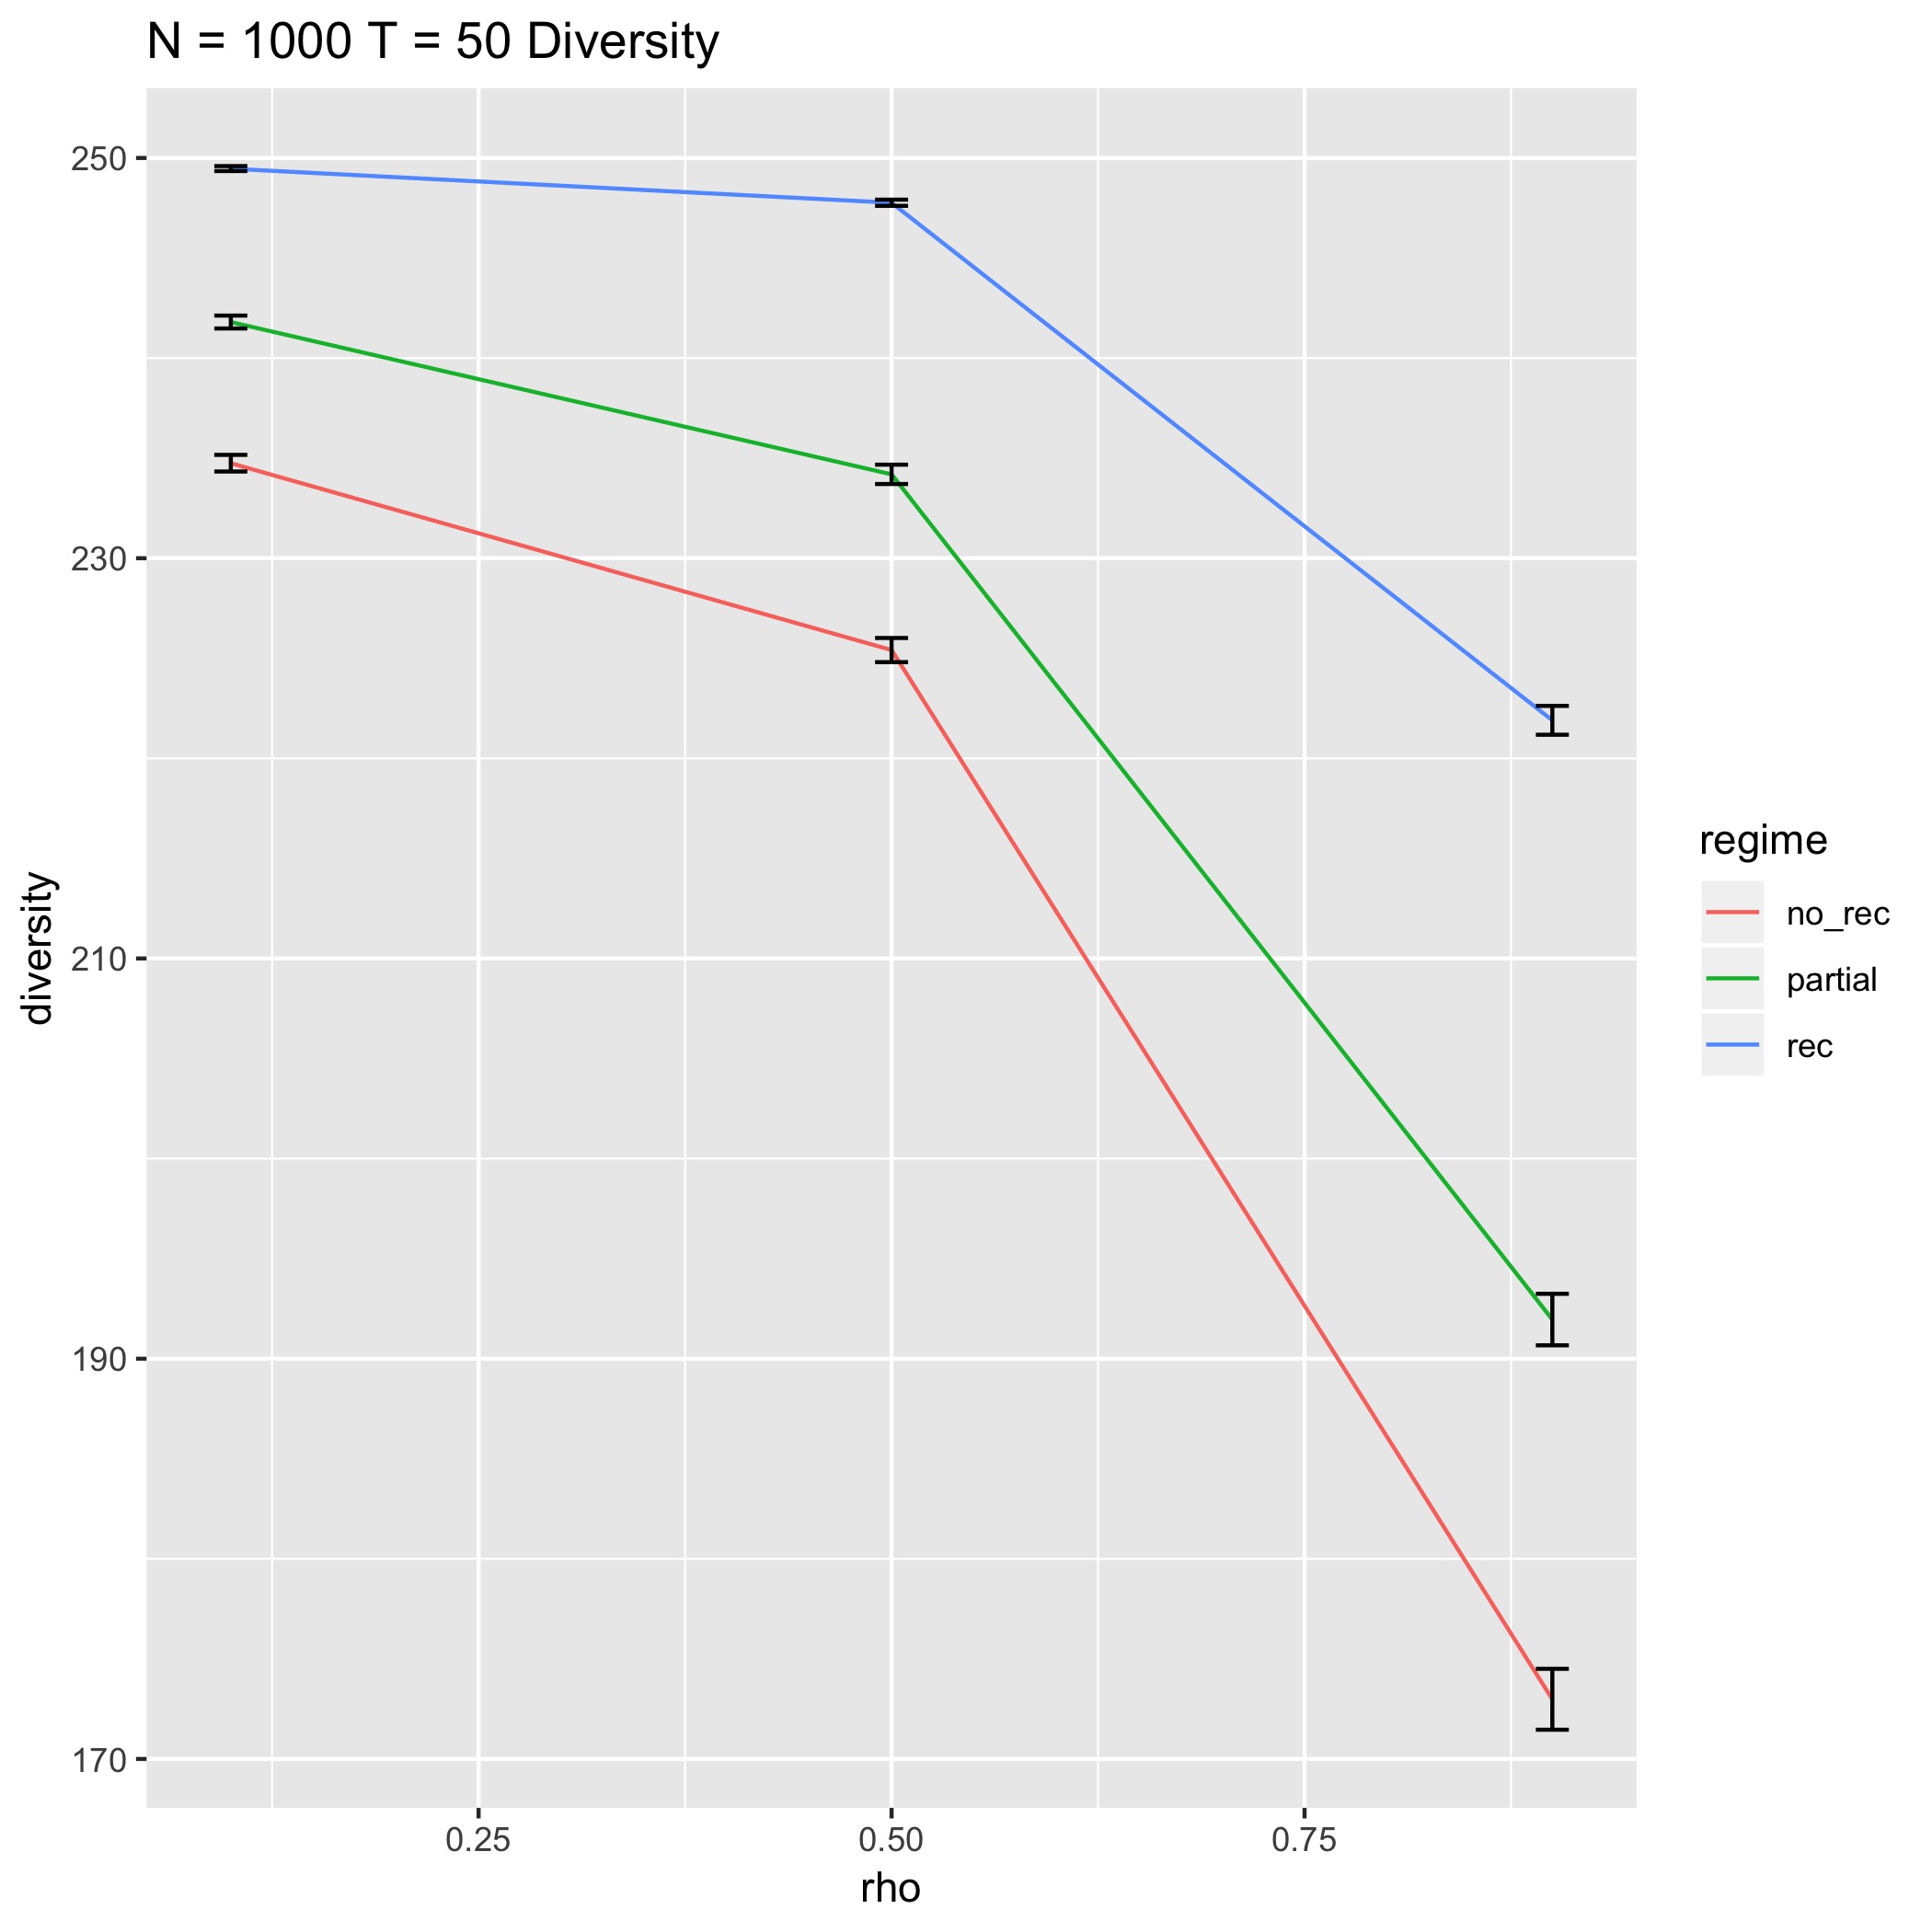 N = 1000 T = 50 Diversity
250
230
210
190
170
diversity
0.25 0.50 0.75
rho
regime
no_rec
partial
rec